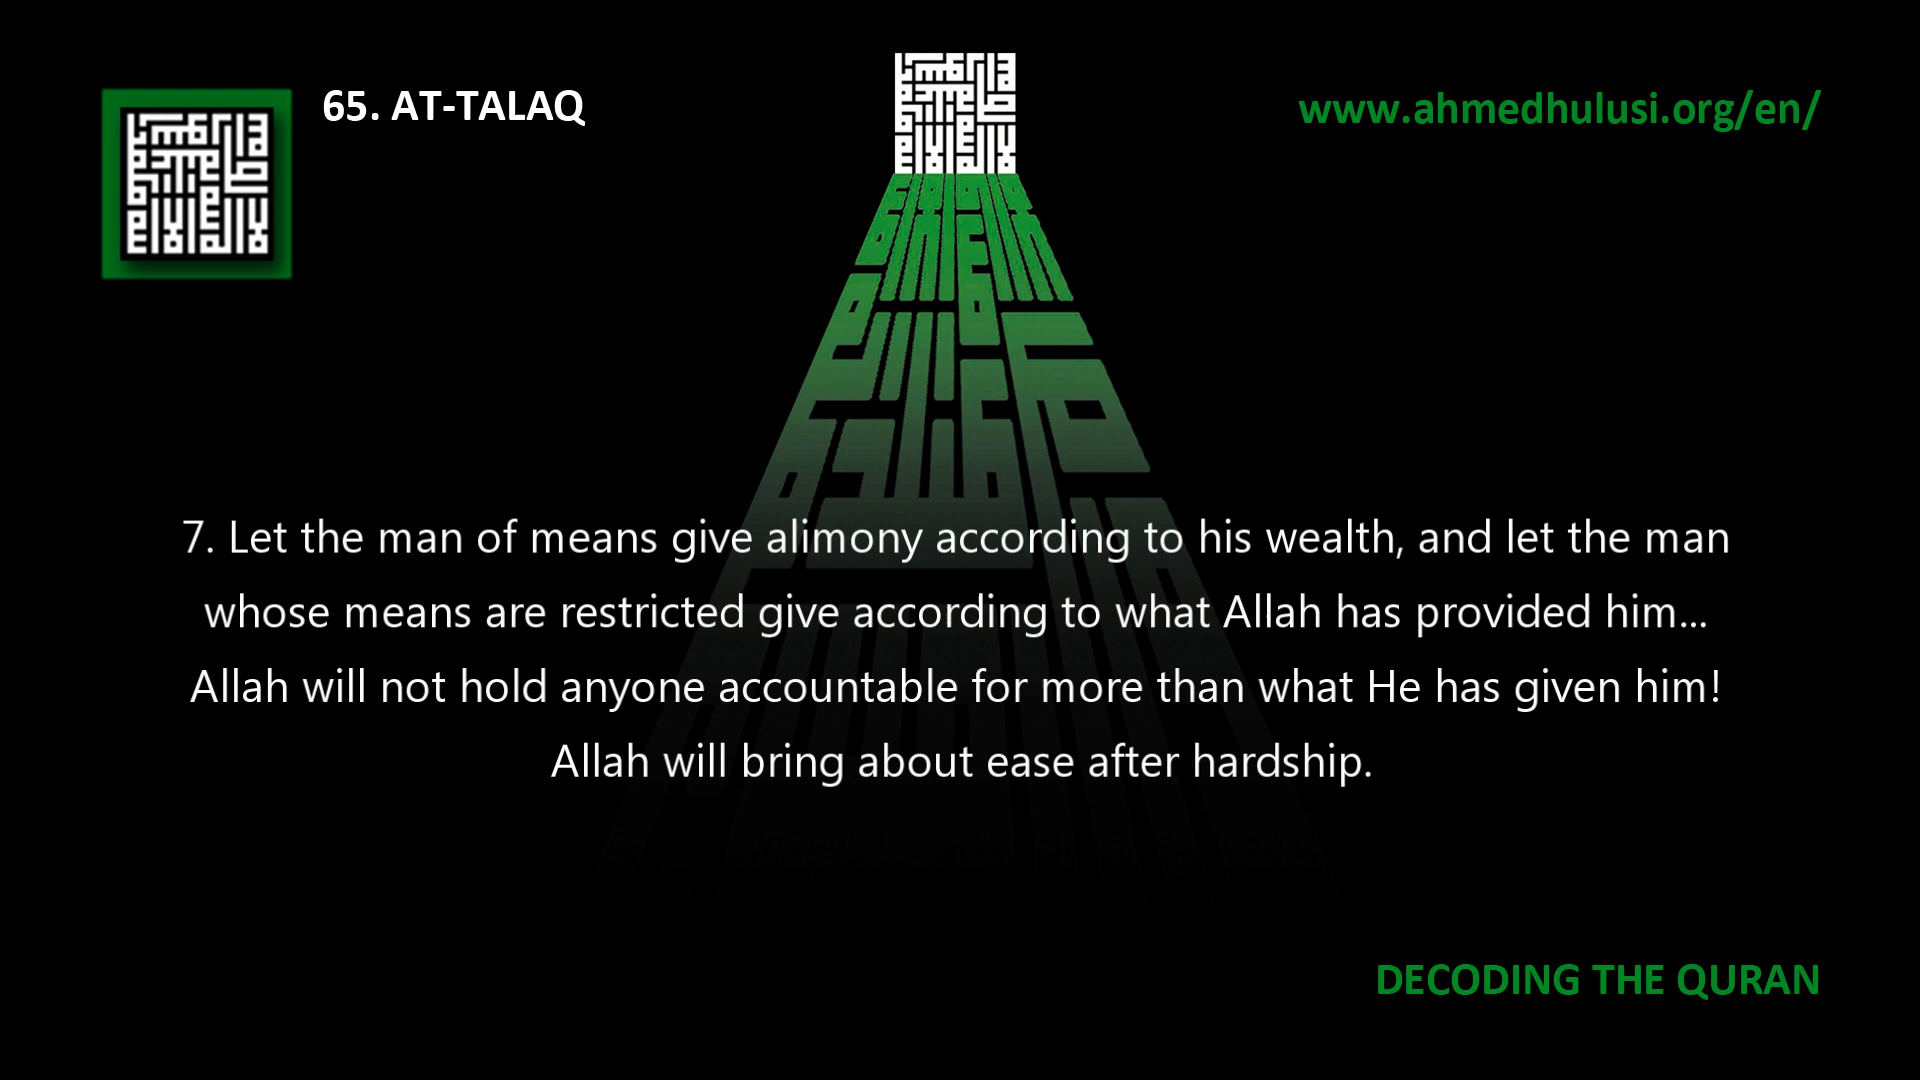 65. AT-TALAQ
www.ahmedhulusi.org/en/
7. Let the man of means give alimony according to his wealth, and let the man
whose means are restricted give according to what Allah has provided him...
Allah will not hold anyone accountable for more than what He has given him!
Allah will bring about ease after hardship.
DECODING THE QURAN